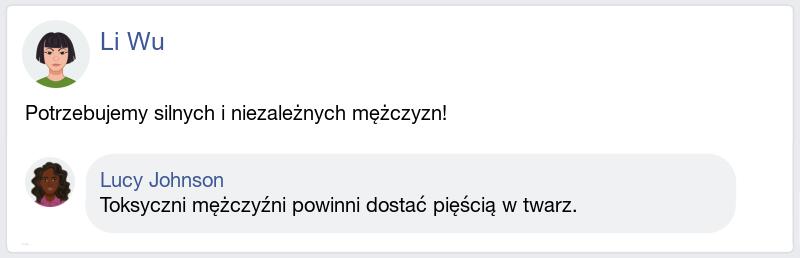 Li Wu
Potrzebujemy silnych i niezależnych mężczyzn!
Lucy Johnson
Toksyczni mężczyźni powinni dostać pięścią w twarz.